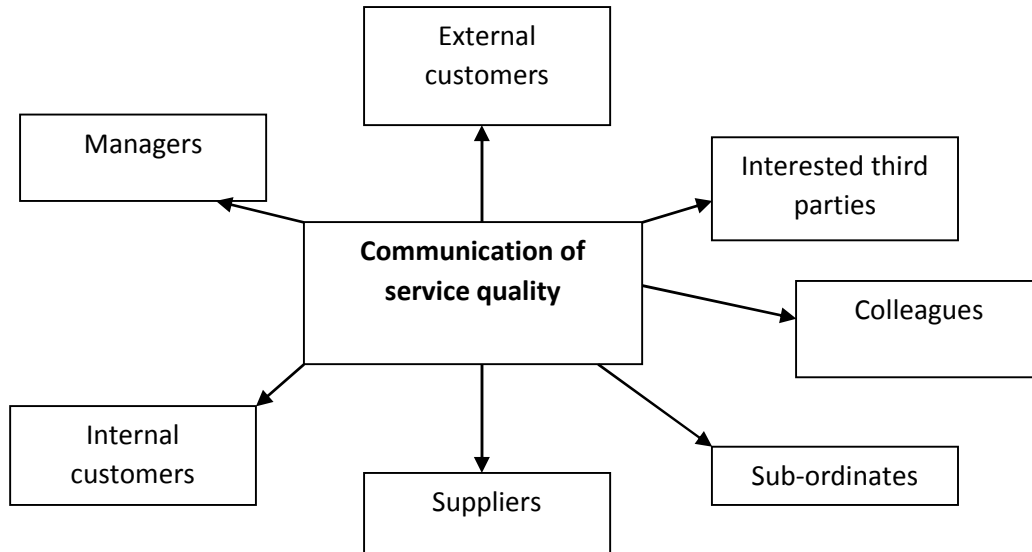 External
customers
Managers
Interested third
parties
Communication of
service quality
Colleagues
Internal
customers
Sub-ordinates
Suppliers